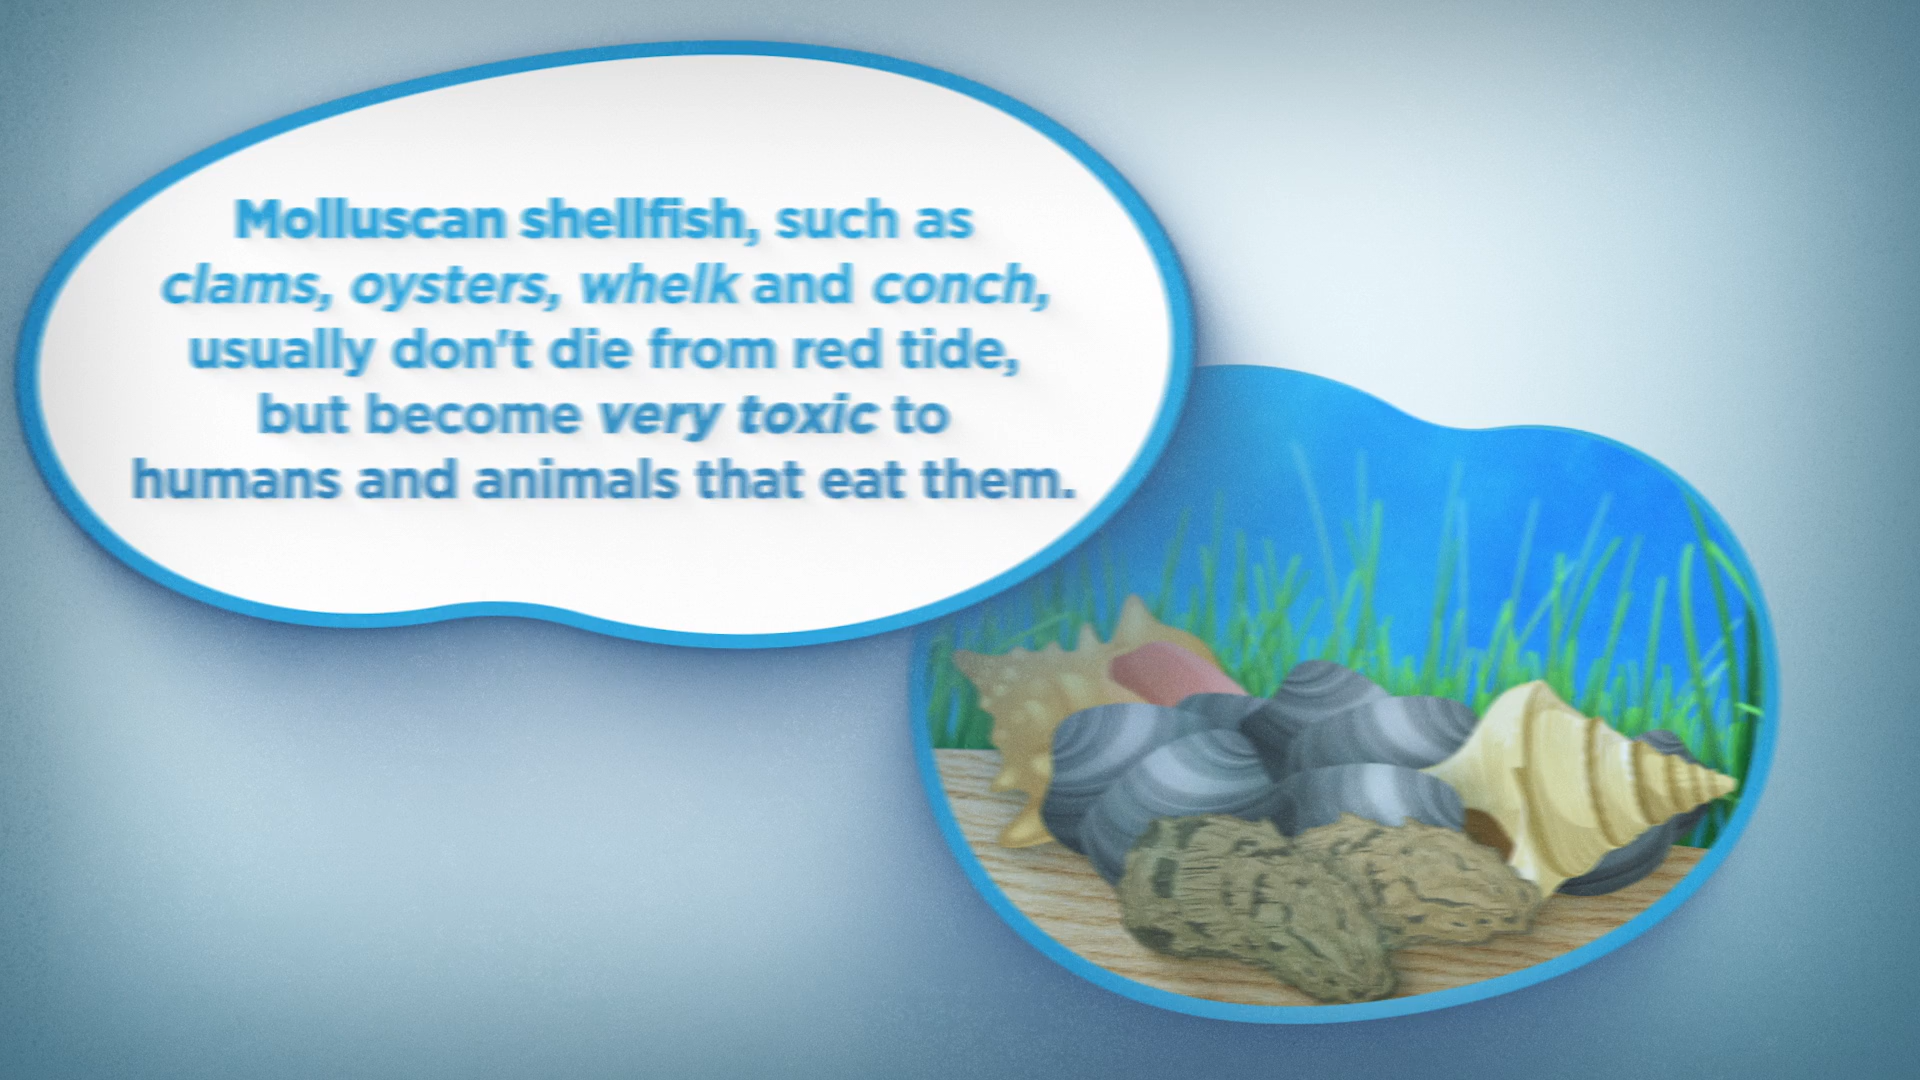 Molluscan shellfish, such as
clams, oysters, whelk and conch,
usually don't die from red tide,
but become very toxic to
humans and animals that eat them.